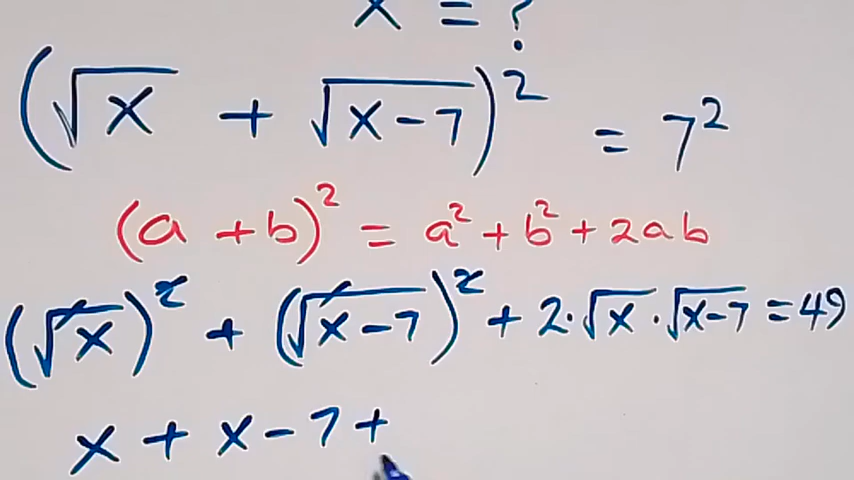 x = ?
(√x + √(x-7))² = 7²
(a + b)² = a² + b² + 2ab
(√x)² + (√(x-7))² + 2·√x·√(x-7) = 49
x + x - 7 +